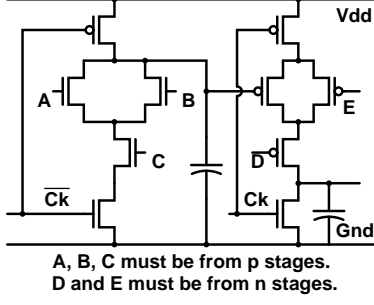 Vdd
A
B
E
C
D
Ck
Ck
Gnd
A, B, C must be from p stages.
D and E must be from n stages.